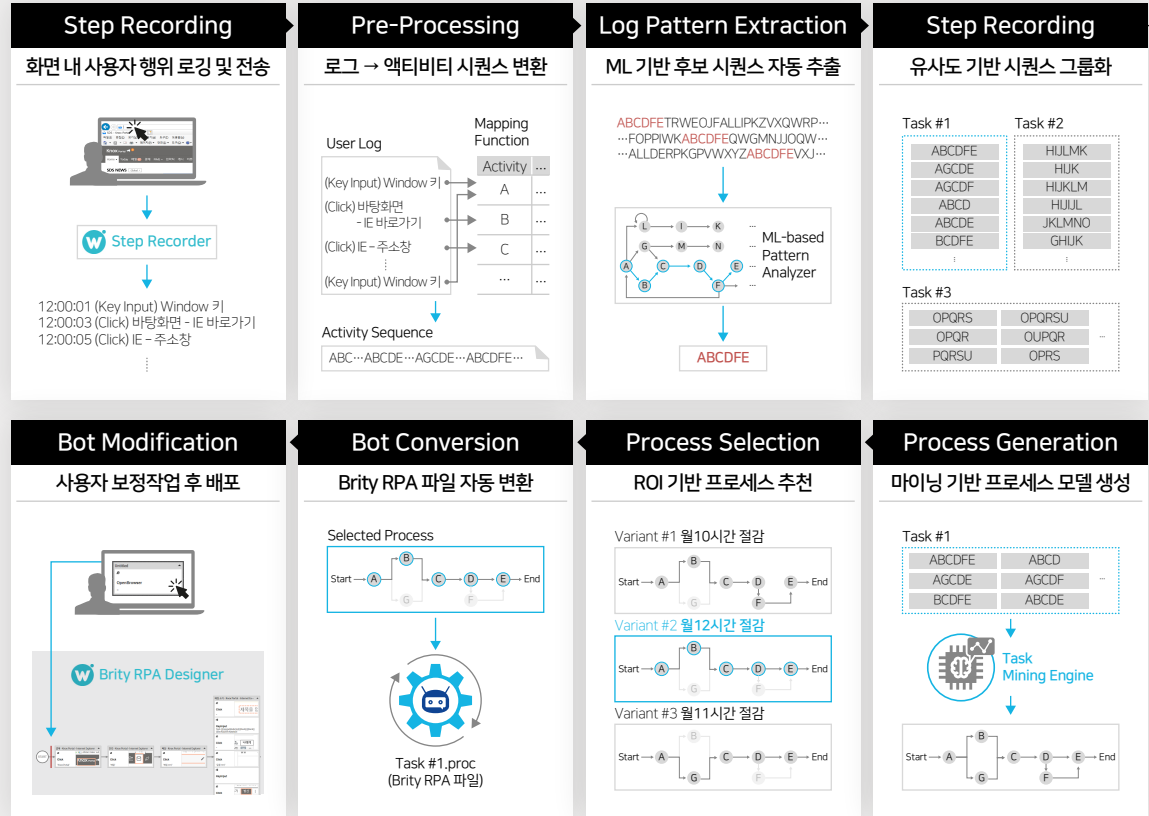 Step Recording
화면 내 사용자 행위 로깅 및 전송
SDS NEWS
Step Recorder
12:00:01 (Key Input) Window 키
12:00:03 (Click) 바탕화면 - IE 바로가기
12:00:05 (Click) IE – 주소창
⋮
Pre-Processing
로그 → 액티비티 시퀀스 변환
User Log
Mapping
Function
Activity ...
(Key Input) Window 키
A ...
(Click) 바탕화면
- IE 바로가기
B ...
(Click) IE – 주소창
C ...
⋮
(Key Input) Window 키
... ...
Activity Sequence
ABC···ABCDE···AGCDE···ABCDFE···
Log Pattern Extraction
ML 기반 후보 시퀀스 자동 추출
ABCDFETRWEOJFALLIPKZVXQWRP···
···FOPPIWKABCDFEQWGMNJJOQW···
···ALLDERPKGPVWXYZABCDFEVXJ···
L I K ...
G M N ...
A C D E ...
B F ...
ML-based
Pattern
Analyzer
ABCDFE
Step Recording
유사도 기반 시퀀스 그룹화
Task #1
ABCDFE
AGCDE
AGCDF
ABCD
ABCDE
BCDFE
⋮
Task #2
HIJLMK
HIJK
HIJKLM
HIJIJL
JKLMNO
GHIJK
⋮
Task #3
OPQRS OPQRSU
OPQR OUPQR ...
PQRSU OPRS
Bot Modification
사용자 보정작업 후 배포
OpenBrowser
Brity RPA Designer
Bot Conversion
Brity RPA 파일 자동 변환
Selected Process
B
Start A C D E End
G F
Task #1.proc
(Brity RPA 파일)
Process Selection
ROI 기반 프로세스 추천
Variant #1 월10시간 절감
B
Start A C D E End
G F
Variant #2 월12시간 절감
B
Start A C D E End
G F
Variant #3 월11시간 절감
B
Start A C D E End
G F
Process Generation
마이닝 기반 프로세스 모델 생성
Task #1
ABCDFE ABCD
AGCDE AGCDF ...
BCDFE ABCDE
Task
Mining Engine
B
Start A C D E End
G F